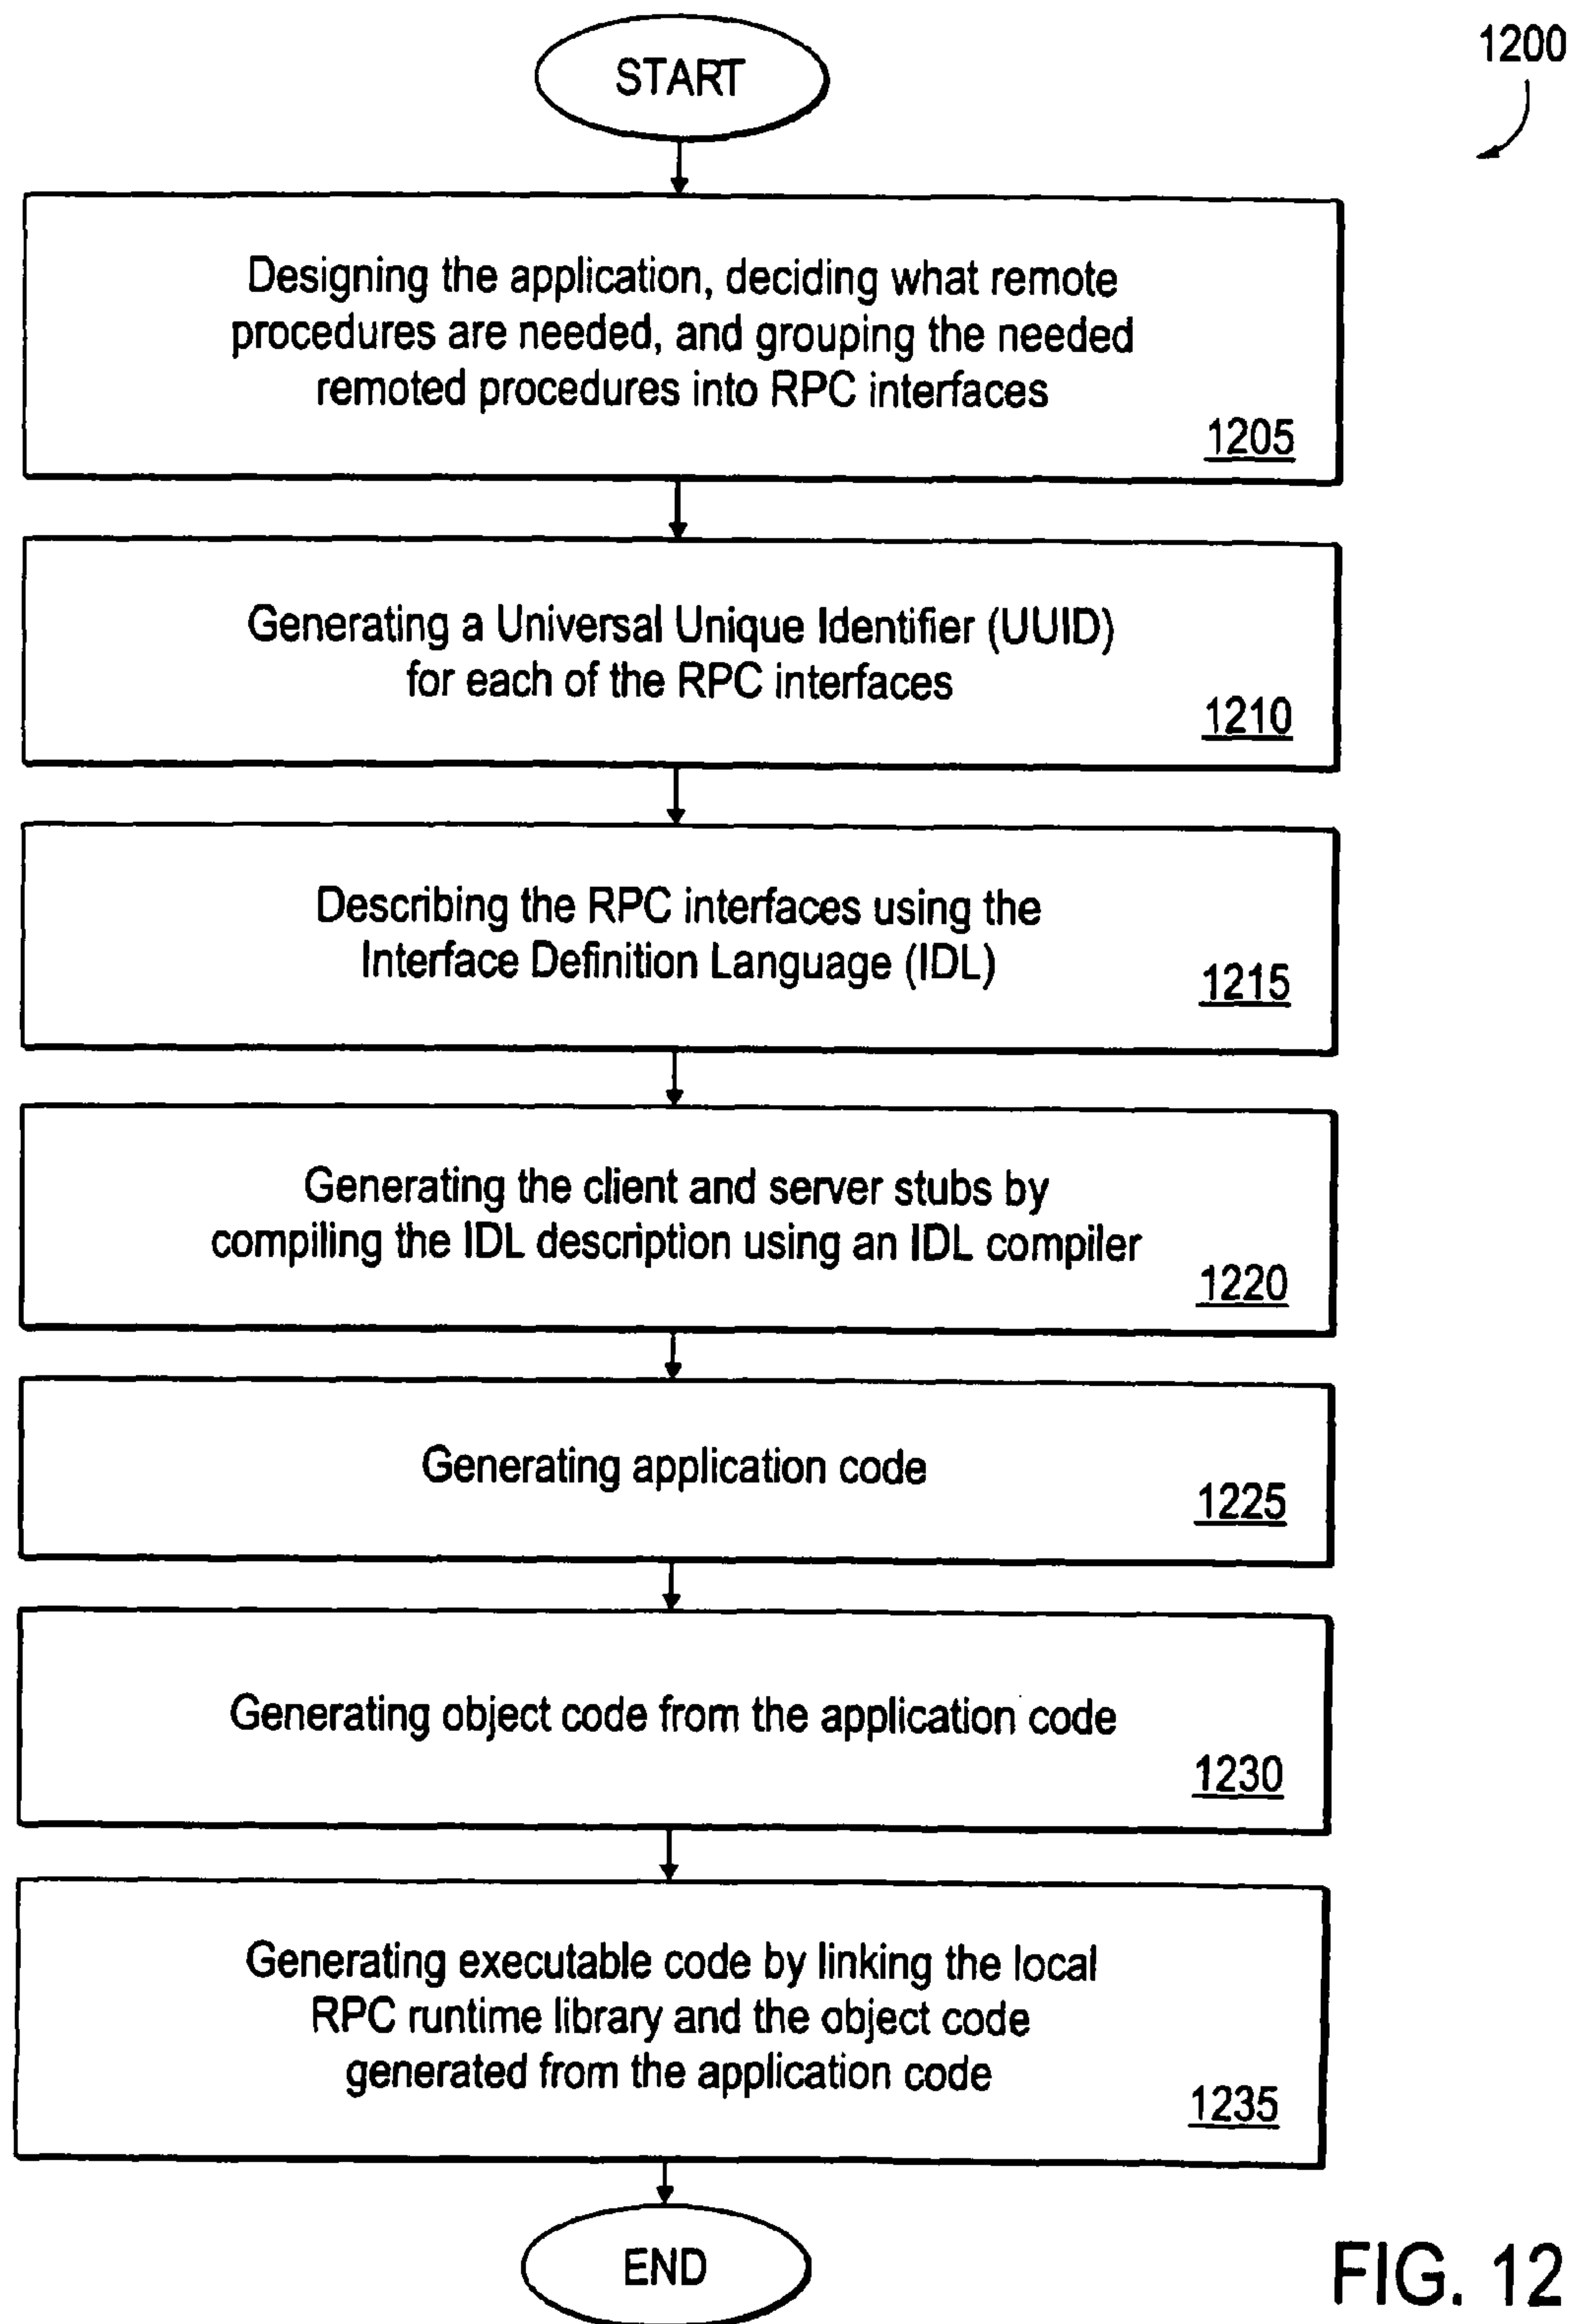 START
1200
Designing the application, deciding what remote
procedures are needed, and grouping the needed
remoted procedures into RPC interfaces
1205
Generating a Universal Unique Identifier (UUID)
for each of the RPC interfaces
1210
Describing the RPC interfaces using the
Interface Definition Language (IDL)
1215
Generating the client and server stubs by
compiling the IDL description using an IDL compiler
1220
Generating application code
1225
Generating object code from the application code
1230
Generating executable code by linking the local
RPC runtime library and the object code
generated from the application code
1235
END
FIG. 12